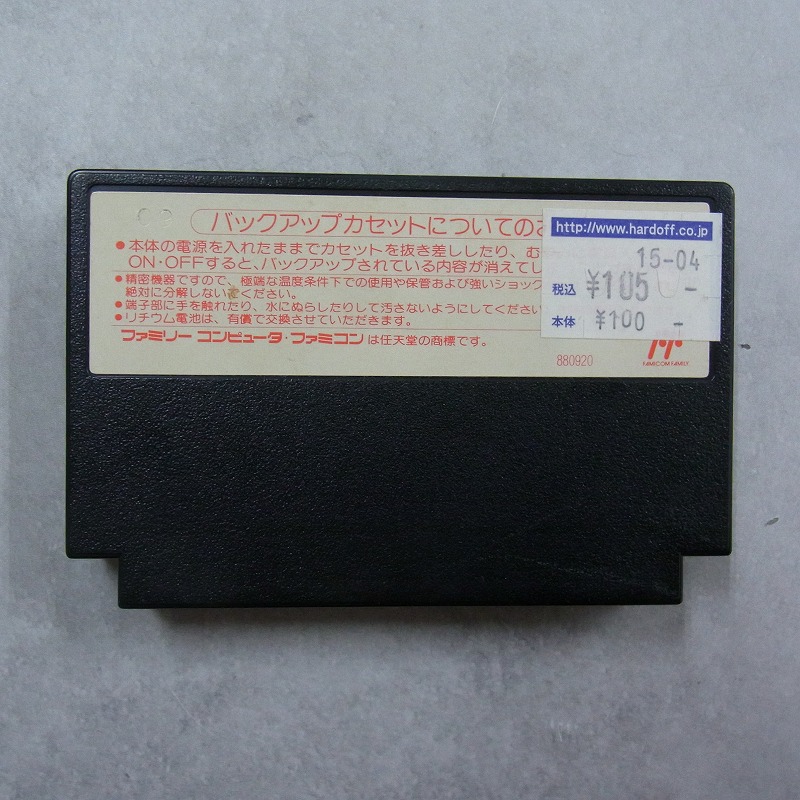 バックアップカセットについてのお
●本体の電源を入れたままでカセットを抜き差ししたり、む
ON・OFFすると、バックアップされている内容が消えてし
●精密機器ですので、極端な温度条件下での使用や保管および強いショック
絶対に分解しないでください。
●端子部に手を触れたり、水にぬらしたりして汚さないようにしてください
●リチウム電池は、有償で交換させていただきます。
ファミリー コンピュータ・ファミコン は任天堂の商標です。
880920
FAMICOM FAMILY
http://www.hardoff.co.jp
15-04
税込 ¥105 -
本体 ¥100 -